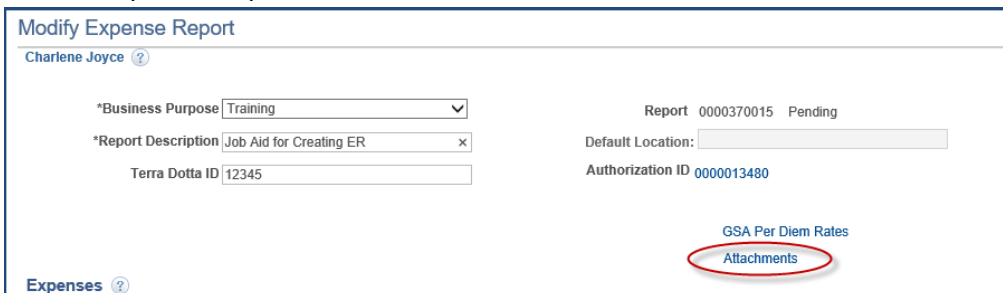 Modify Expense Report
Charlene Joyce ?
*Business Purpose Training
Report 0000370015 Pending
*Report Description Job Aid for Creating ER ×
Default Location:
Terra Dotta ID 12345
Authorization ID 0000013480
GSA Per Diem Rates
Attachments
Expenses ?